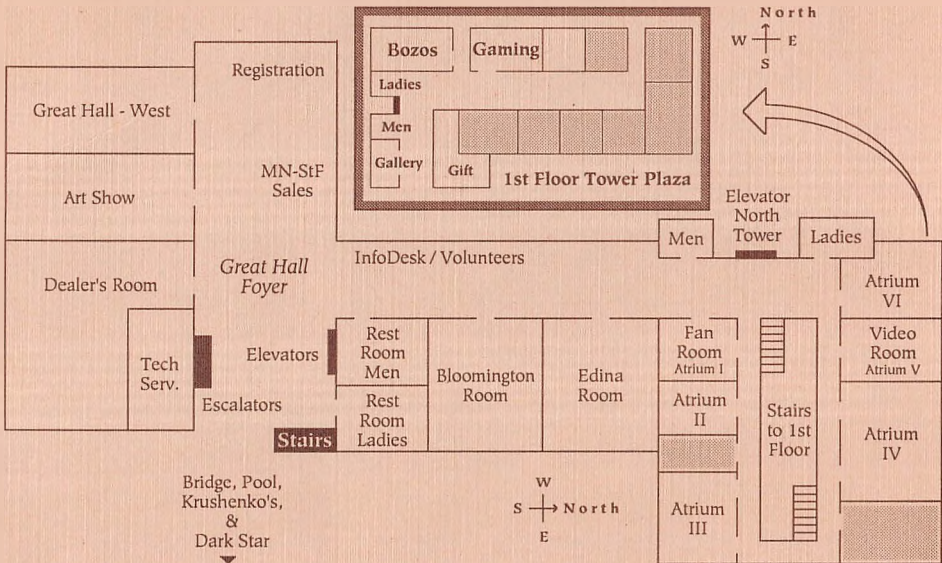 Great Hall - West
Art Show
Dealer's Room
Tech
Serv.
Registration
MN-StF
Sales
Great Hall
Foyer
Elevators
Escalators
Stairs
Bridge, Pool,
Krushenko's,
&
Dark Star
Bozos
Gaming
Ladies
Men
Gallery
Gift
1st Floor Tower Plaza
North
W E
S
InfoDesk / Volunteers
Men
Elevator
North
Tower
Ladies
Rest
Room
Men
Rest
Room
Ladies
Bloomington
Room
Edina
Room
Fan
Room
Atrium I
Atrium
II
Atrium
III
Stairs
to 1st
Floor
Atrium
VI
Video
Room
Atrium V
Atrium
IV
W
S North
E